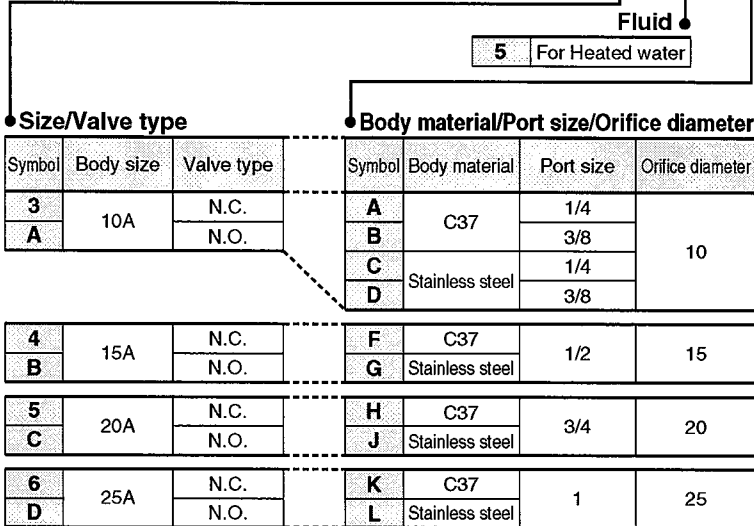 Fluid
5 For Heated water
Size/Valve type
Body material/Port size/Orifice diameter
Symbol Body size Valve type Symbol Body material Port size Orifice diameter
3 10A N.C. A C37 1/4 10
A N.O. B 3/8
C Stainless steel 1/4
D 3/8
4 15A N.C. F C37 1/2 15
B N.O. G Stainless steel
5 20A N.C. H C37 3/4 20
C N.O. J Stainless steel
6 25A N.C. K C37 1 25
D N.O. L Stainless steel